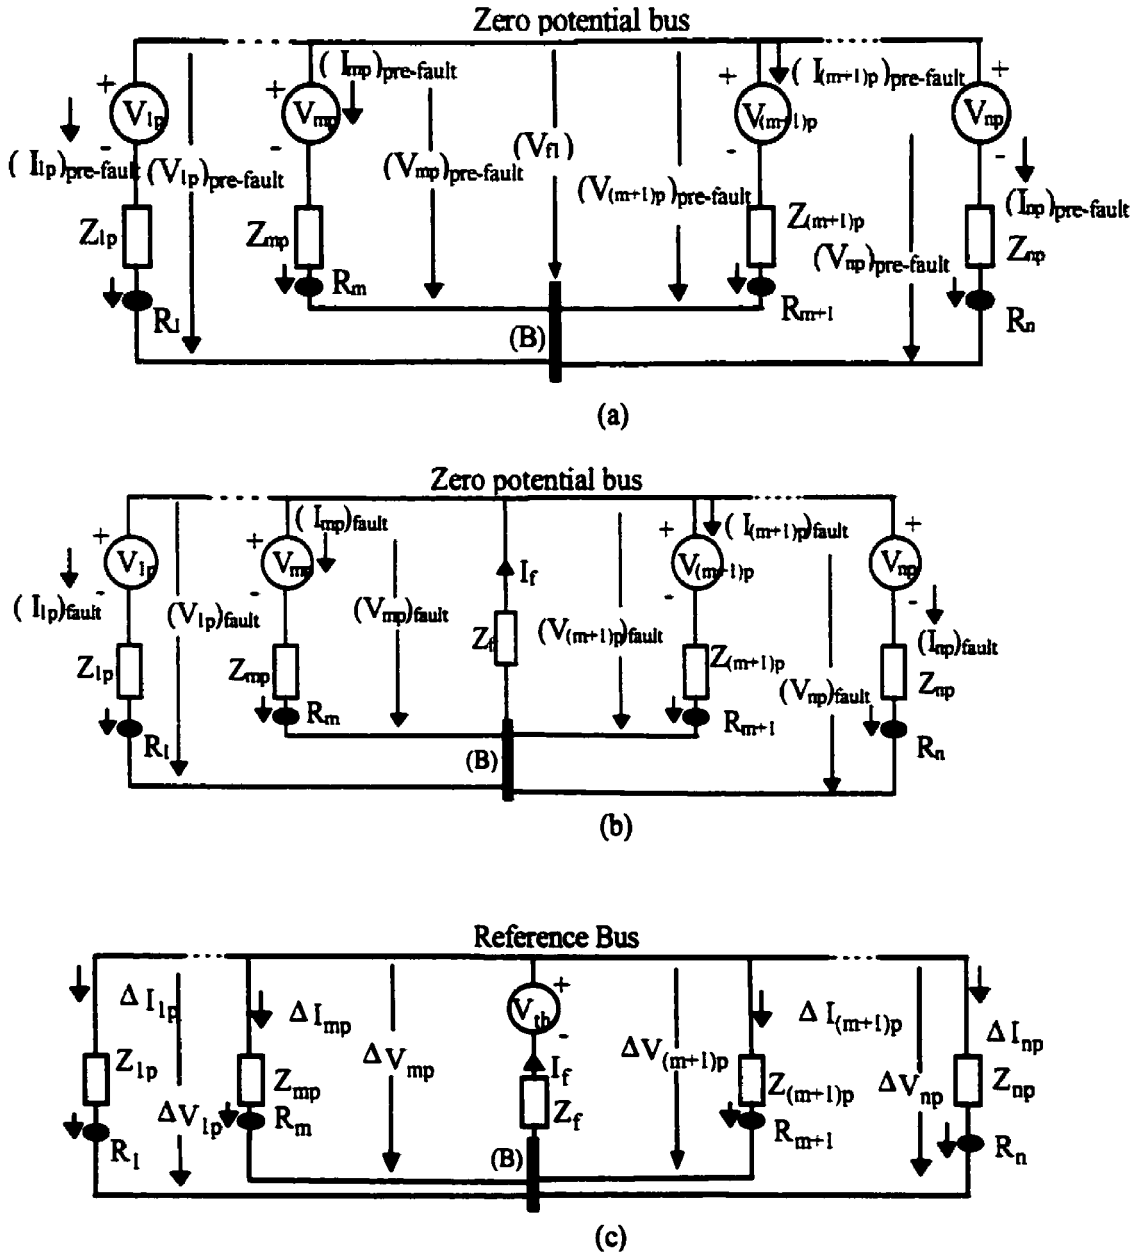 Zero potential bus
( Imp)pre-fault
( I(m+1)p)pre-fault
+ + + +
V1p Vmp V(m+1)p Vnp
( I1p)pre-fault (V1p)pre-fault (Vmp)pre-fault (Vf1) (V(m+1)p)pre-fault (Inp)pre-fault
- - - -
Z1p Zmp Z(m+1)p (Vnp)pre-fault Znp
R1 Rm (B) Rm+1 Rn
(a)
Zero potential bus
( Imp)fault ( I(m+1)p)fault
+ + + +
V1p Vmp If V(m+1)p Vnp
- - - -
( I1p)fault (V1p)fault (Vmp)fault (V(m+1)p)fault (Inp)fault
Z1p Zmp Zf Z(m+1)p (Vnp)fault Znp
R1 Rm (B) Rm+1 Rn
(b)
Reference Bus
+
Δ I1p Δ Imp Vth Δ I(m+1)p Δ Inp
-
Z1p Zmp ΔVmp If ΔV(m+1)p Z(m+1)p ΔVnp Znp
ΔV1p Zf
R1 Rm (B) Rm+1 Rn
(c)